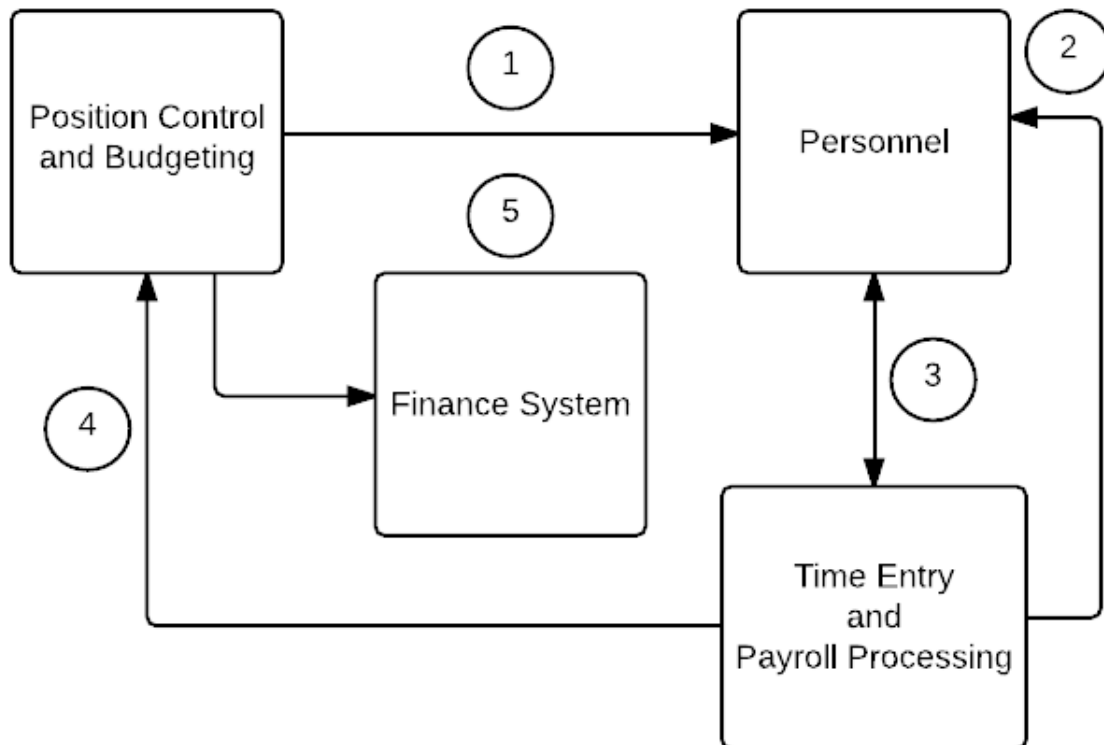 1
2
Position Control
and Budgeting
Personnel
5
3
Finance System
4
Time Entry
and
Payroll Processing